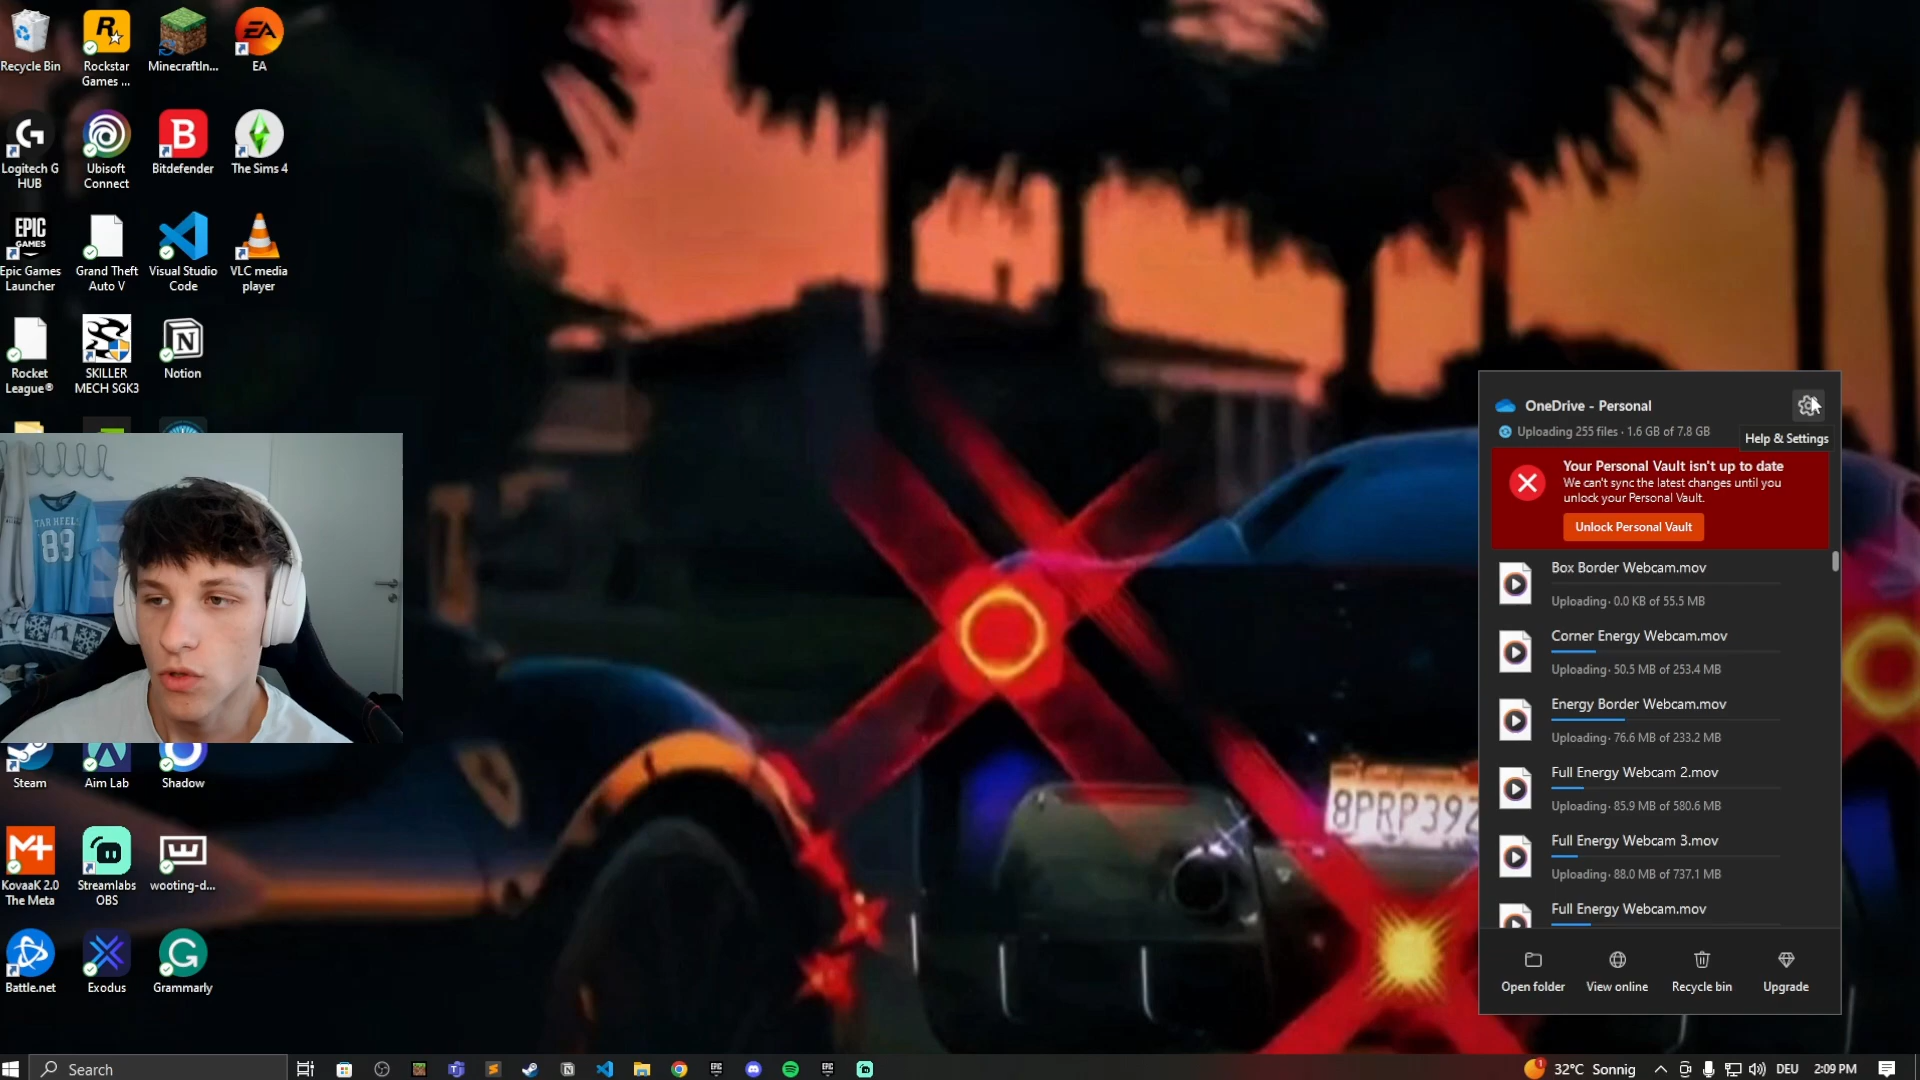 Recycle Bin
Rockstar
Games ...
MinecraftIn...
EA
Logitech G
HUB
Ubisoft
Connect
Bitdefender
The Sims 4
EPIC
GAMES
Epic Games
Launcher
Grand Theft
Auto V
Visual Studio
Code
VLC media
player
Rocket
League®
SKILLER
MECH SGK3
Notion
TAR HEELS
89
Steam
Aim Lab
Shadow
KovaaK 2.0
The Meta
Streamlabs
OBS
wooting-d...
Battle.net
Exodus
Grammarly
8PRP392
OneDrive - Personal
Uploading 255 files · 1.6 GB of 7.8 GB
Help & Settings
Your Personal Vault isn't up to date
We can't sync the latest changes until you
unlock your Personal Vault.
Unlock Personal Vault
Box Border Webcam.mov
Uploading · 0.0 KB of 55.5 MB
Corner Energy Webcam.mov
Uploading · 50.5 MB of 253.4 MB
Energy Border Webcam.mov
Uploading · 76.6 MB of 233.2 MB
Full Energy Webcam 2.mov
Uploading · 85.9 MB of 580.6 MB
Full Energy Webcam 3.mov
Uploading · 88.0 MB of 737.1 MB
Full Energy Webcam.mov
Open folder
View online
Recycle bin
Upgrade
Search
32°C Sonnig
DEU
2:09 PM